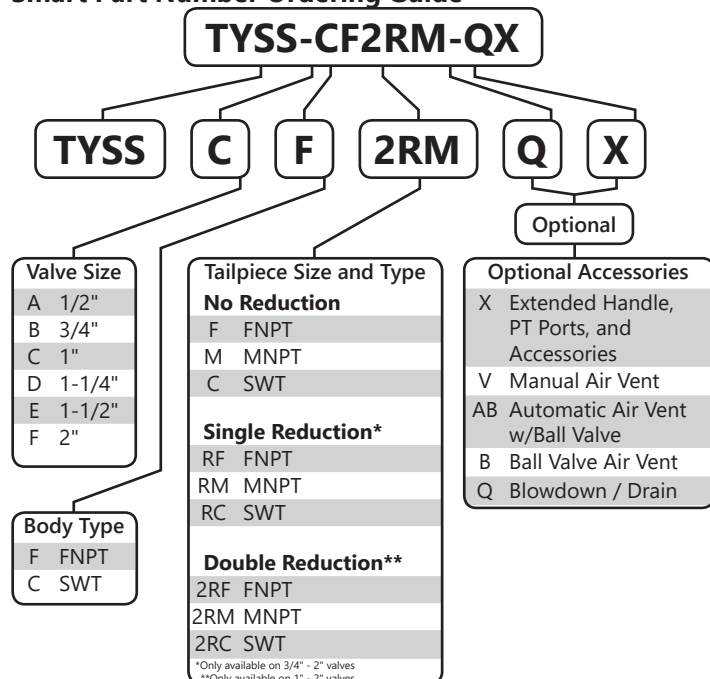 Smart Part Number Ordering Guide
TYSS-CF2RM-QX
TYSS C F 2RM Q X
Optional
Valve Size
A 1/2"
B 3/4"
C 1"
D 1-1/4"
E 1-1/2"
F 2"
Body Type
F FNPT
C SWT
Tailpiece Size and Type
No Reduction
F FNPT
M MNPT
C SWT
Single Reduction*
RF FNPT
RM MNPT
RC SWT
Double Reduction**
2RF FNPT
2RM MNPT
2RC SWT
*Only available on 3/4" - 2" valves
**Only available on 1" - 2" valves
Optional Accessories
X Extended Handle,
PT Ports, and
Accessories
V Manual Air Vent
AB Automatic Air Vent
w/Ball Valve
B Ball Valve Air Vent
Q Blowdown / Drain